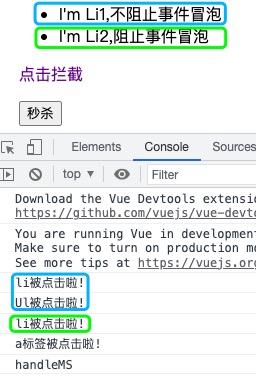 I'm Li1,不阻止事件冒泡
I'm Li2,阻止事件冒泡
点击拦截
秒杀
Elements Console Sources
top Filter
Download the Vue Devtools extensio
https://github.com/vuejs/vue-devto
You are running Vue in development
Make sure to turn on production mo
See more tips at https://vuejs.org
li被点击啦!
Ul被点击啦!
li被点击啦!
a标签被点击啦!
handleMS